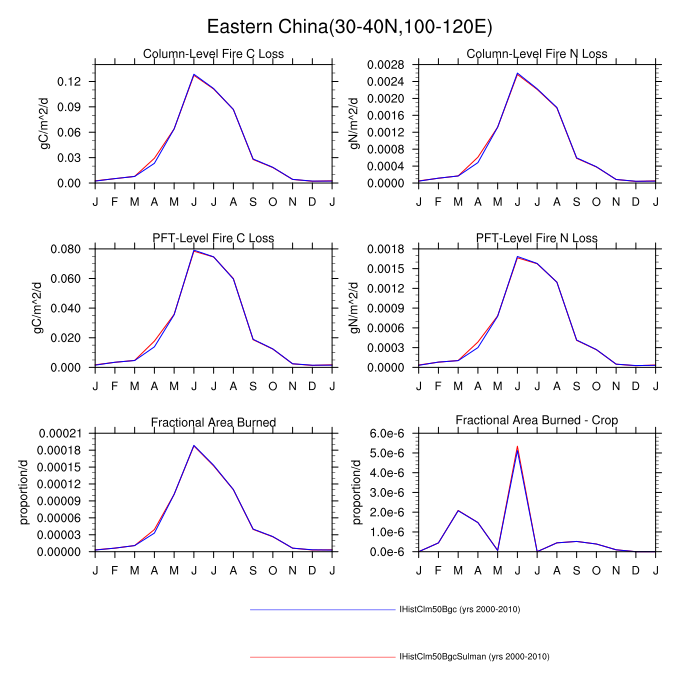 Eastern China(30-40N,100-120E)
Column-Level Fire C Loss
gC/m^2/d
0.12
0.09
0.06
0.03
0.00
J F M A M J J A S O N D J
Column-Level Fire N Loss
gN/m^2/d
0.0028
0.0024
0.0020
0.0016
0.0012
0.0008
0.0004
0.0000
J F M A M J J A S O N D J
PFT-Level Fire C Loss
gC/m^2/d
0.080
0.060
0.040
0.020
0.000
J F M A M J J A S O N D J
PFT-Level Fire N Loss
gN/m^2/d
0.0018
0.0015
0.0012
0.0009
0.0006
0.0003
0.0000
J F M A M J J A S O N D J
Fractional Area Burned
proportion/d
0.00021
0.00018
0.00015
0.00012
0.00009
0.00006
0.00003
0.00000
J F M A M J J A S O N D J
Fractional Area Burned - Crop
proportion/d
6.0e-6
5.0e-6
4.0e-6
3.0e-6
2.0e-6
1.0e-6
0.0e-6
J F M A M J J A S O N D J
IHistClm50Bgc (yrs 2000-2010)
IHistClm50BgcSulman (yrs 2000-2010)